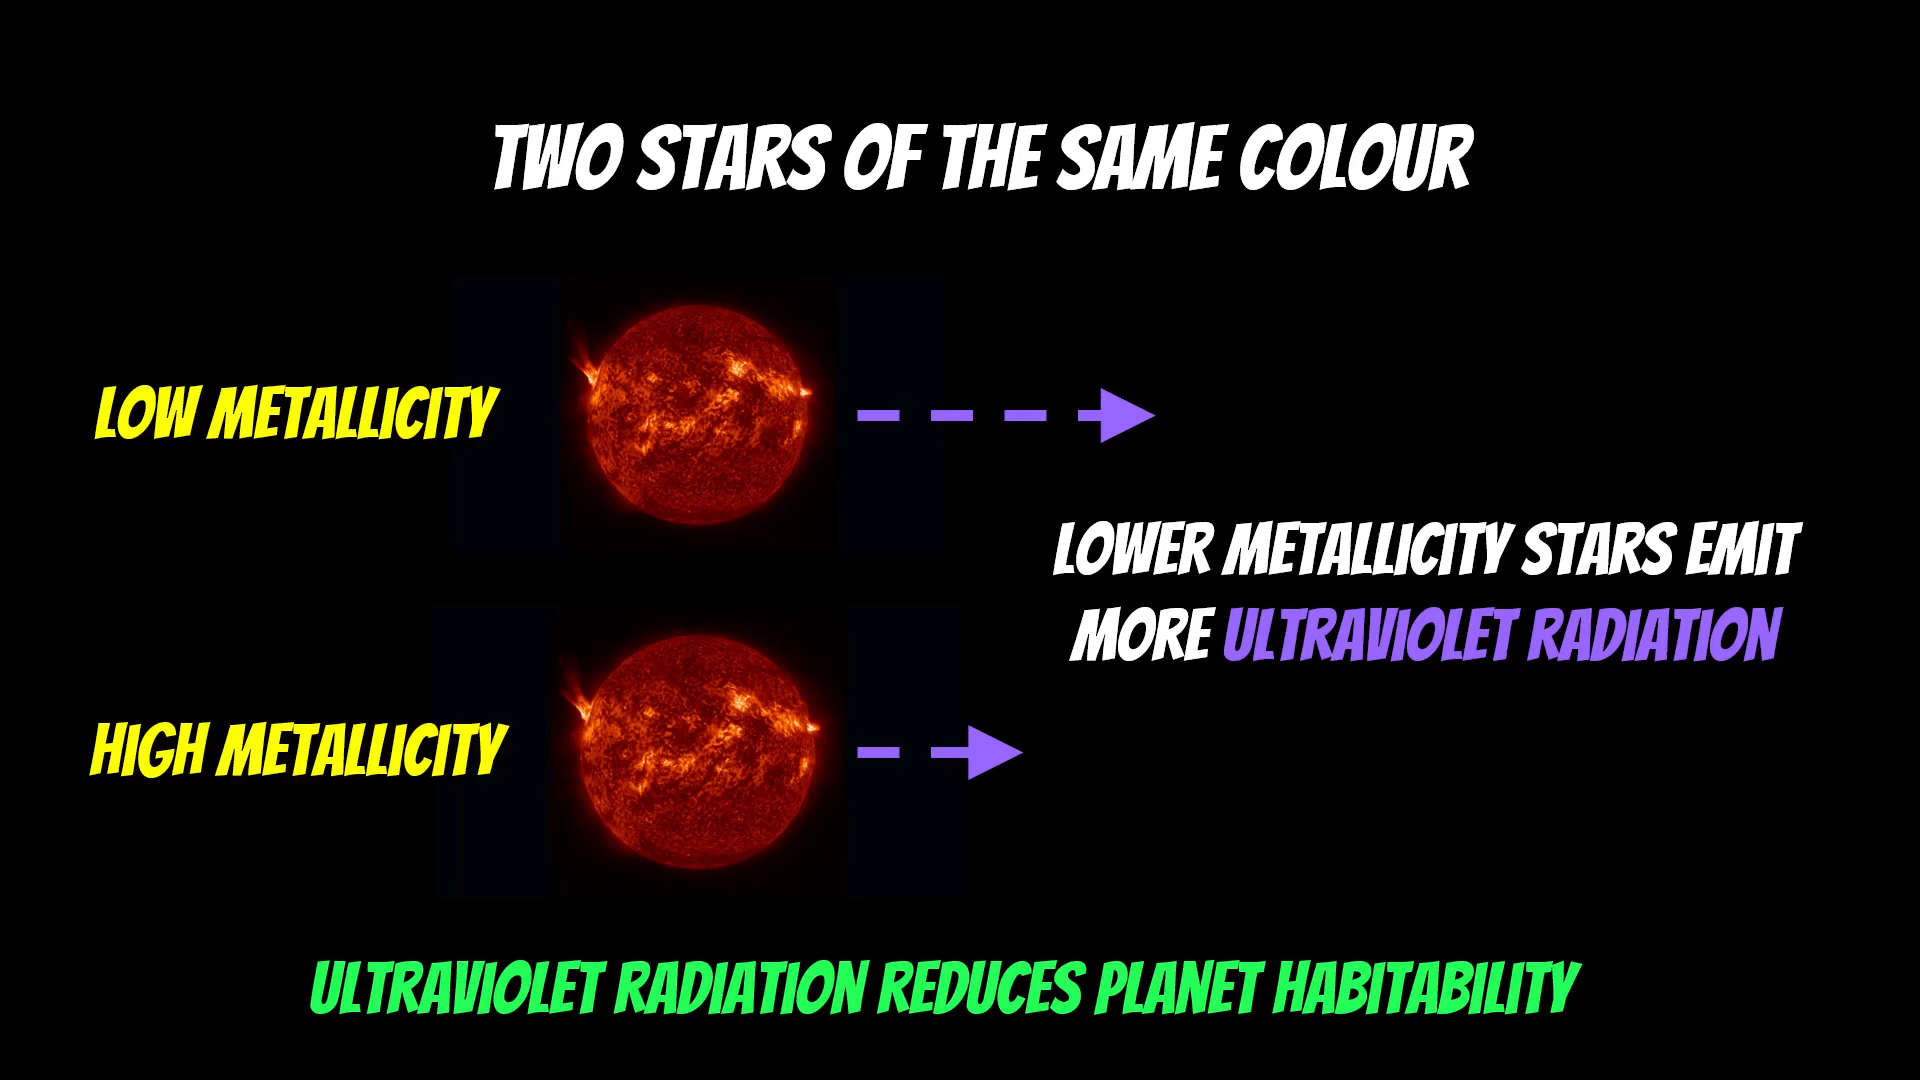 TWO STARS OF THE SAME COLOUR
LOW METALLICITY
LOWER METALLICITY STARS EMIT
MORE ULTRAVIOLET RADIATION
HIGH METALLICITY
ULTRAVIOLET RADIATION REDUCES PLANET HABITABILITY